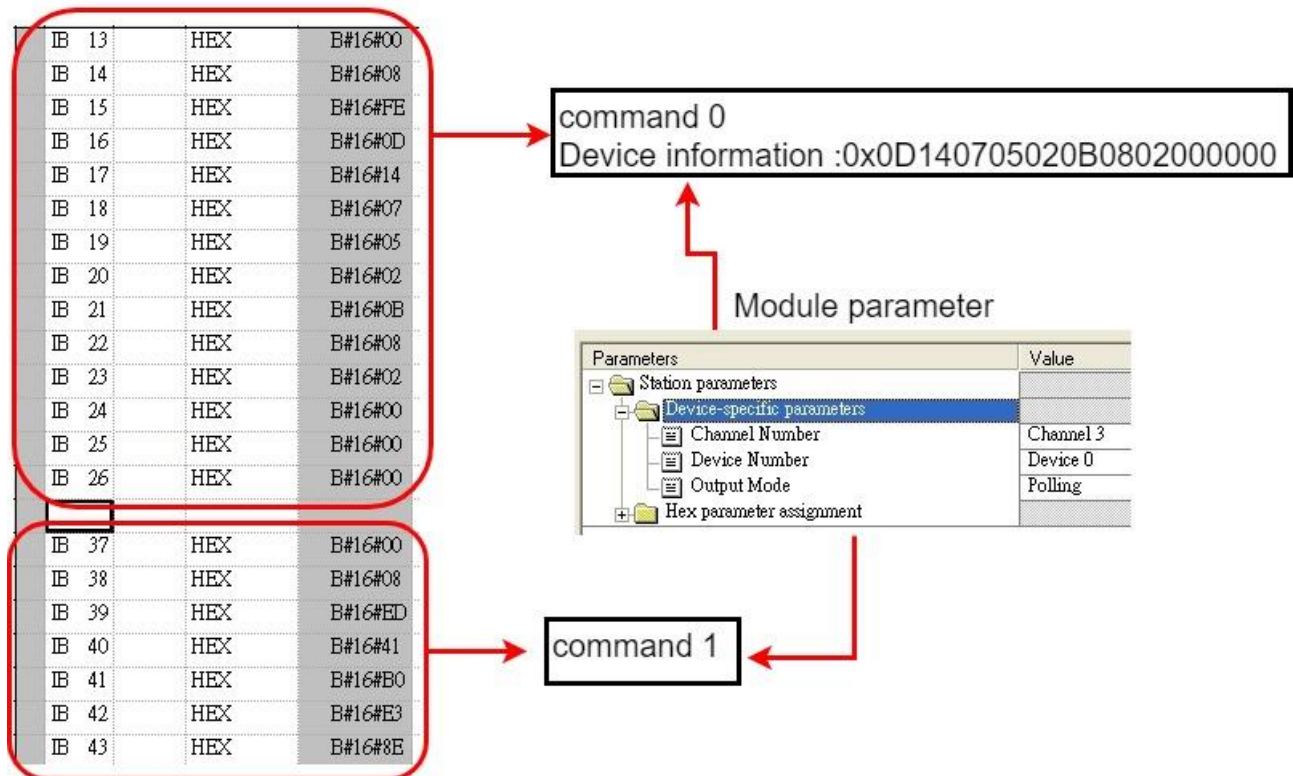 IB 13 HEX B#16#00
IB 14 HEX B#16#08
IB 15 HEX B#16#FE
IB 16 HEX B#16#0D
IB 17 HEX B#16#14
IB 18 HEX B#16#07
IB 19 HEX B#16#05
IB 20 HEX B#16#02
IB 21 HEX B#16#0B
IB 22 HEX B#16#08
IB 23 HEX B#16#02
IB 24 HEX B#16#00
IB 25 HEX B#16#00
IB 26 HEX B#16#00
IB 37 HEX B#16#00
IB 38 HEX B#16#08
IB 39 HEX B#16#ED
IB 40 HEX B#16#41
IB 41 HEX B#16#B0
IB 42 HEX B#16#E3
IB 43 HEX B#16#8E
command 0
Device information :0x0D140705020B0802000000
Module parameter
Parameters Value
Station parameters
Device-specific parameters
Channel Number Channel 3
Device Number Device 0
Output Mode Polling
Hex parameter assignment
command 1